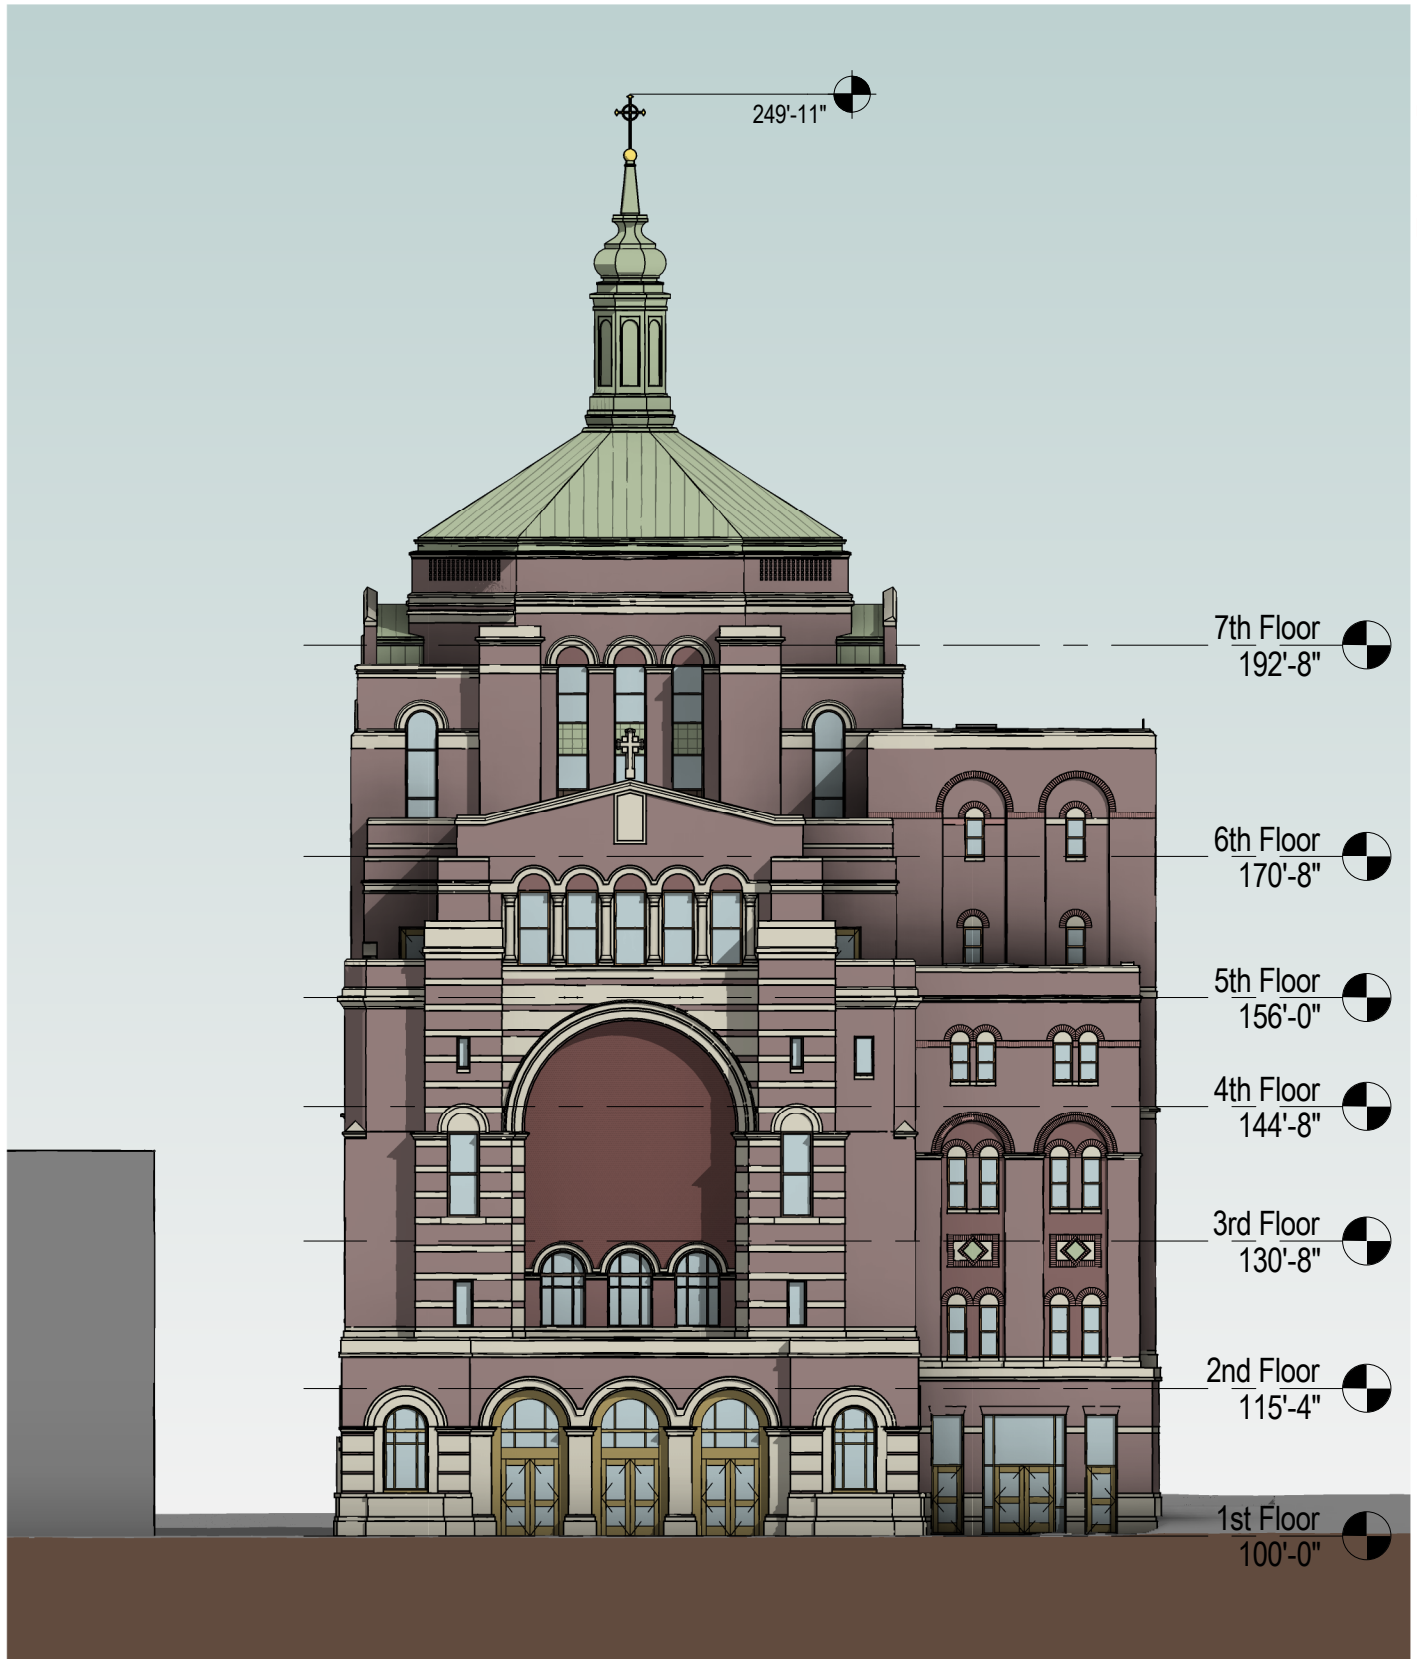 249'-11"
7th Floor
192'-8"
6th Floor
170'-8"
5th Floor
156'-0"
4th Floor
144'-8"
3rd Floor
130'-8"
2nd Floor
115'-4"
1st Floor
100'-0"